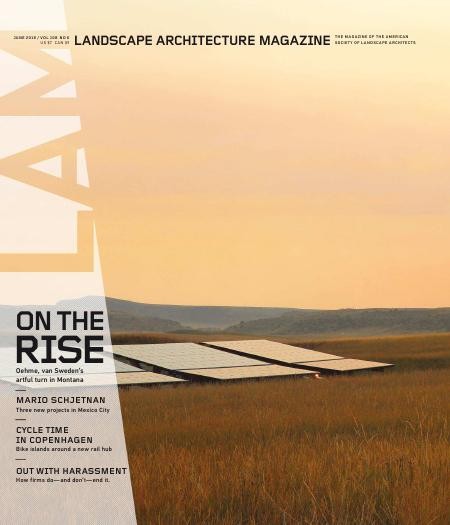 JUNE 2018 / VOL 108 NO 6
US $7 CAN $9
LANDSCAPE ARCHITECTURE MAGAZINE
THE MAGAZINE OF THE AMERICAN
SOCIETY OF LANDSCAPE ARCHITECTS
LAM
ON THE
RISE
Oehme, van Sweden's
artful turn in Montana
MARIO SCHJETNAN
Three new projects in Mexico City
CYCLE TIME
IN COPENHAGEN
Bike islands around a new rail hub
OUT WITH HARASSMENT
How firms do—and don't—end it.